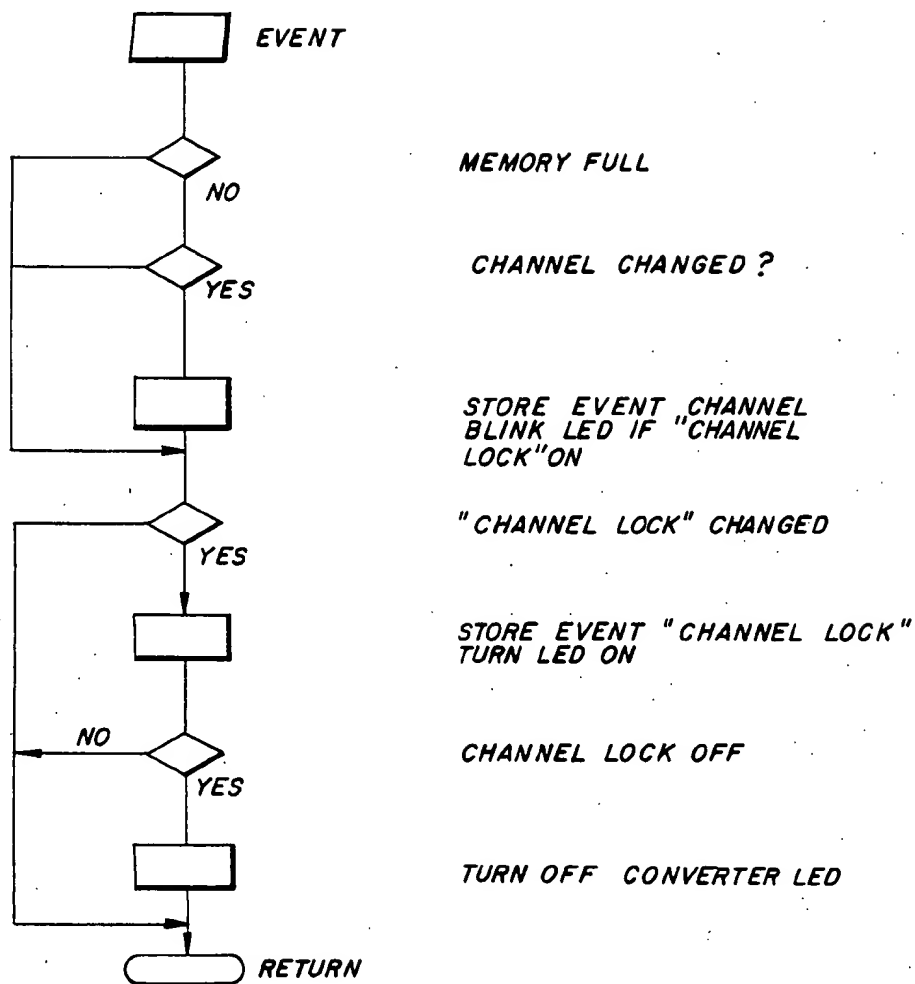 EVENT
MEMORY FULL
NO
CHANNEL CHANGED?
YES
STORE EVENT CHANNEL
BLINK LED IF "CHANNEL
LOCK" ON
"CHANNEL LOCK" CHANGED
YES
STORE EVENT "CHANNEL LOCK"
TURN LED ON
NO
CHANNEL LOCK OFF
YES
TURN OFF CONVERTER LED
RETURN